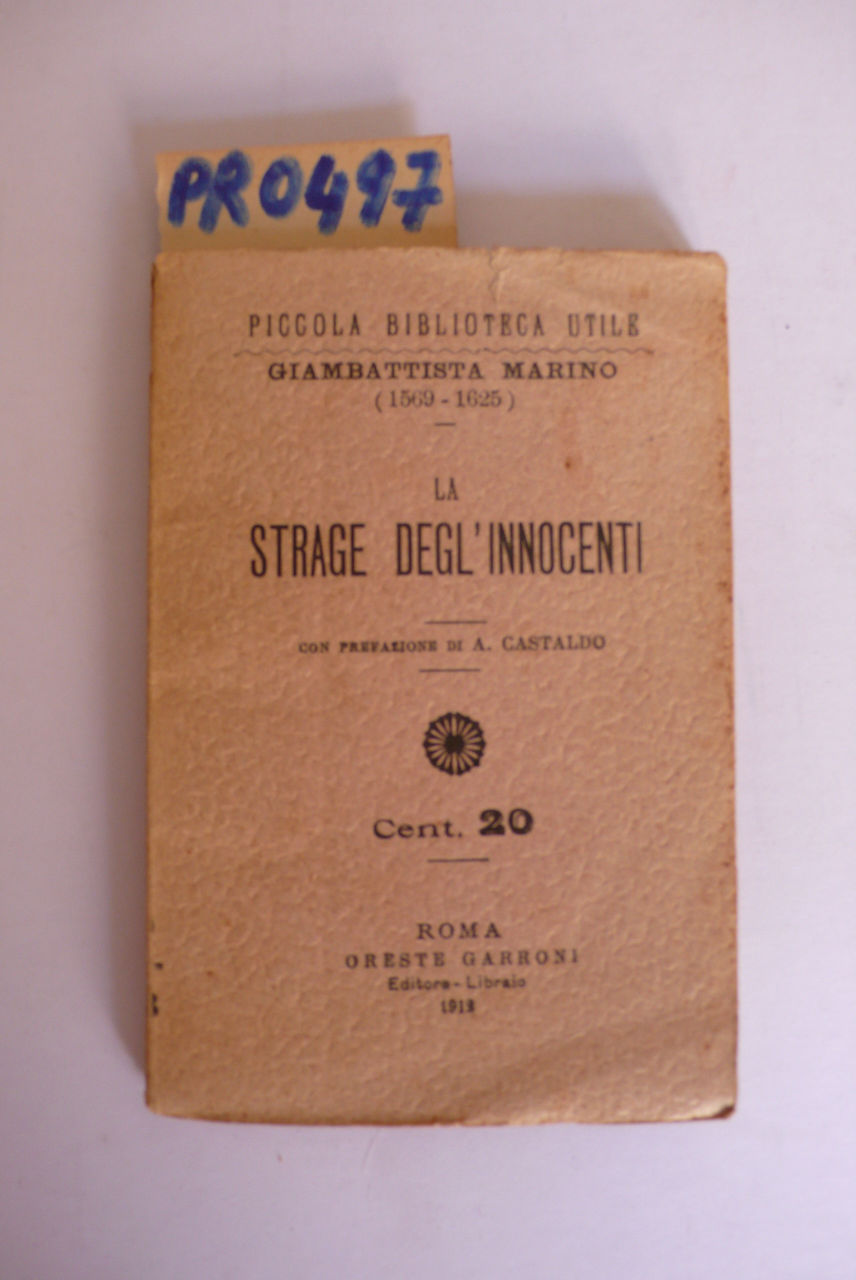 PR0497
PICCOLA BIBLIOTECA UTILE
GIAMBATTISTA MARINO
(1569-1625)
LA
STRAGE DEGL'INNOCENTI
CON PREFAZIONE DI A. CASTALDO
Cent. 20
ROMA
ORESTE GARRONI
Editore-Libraio